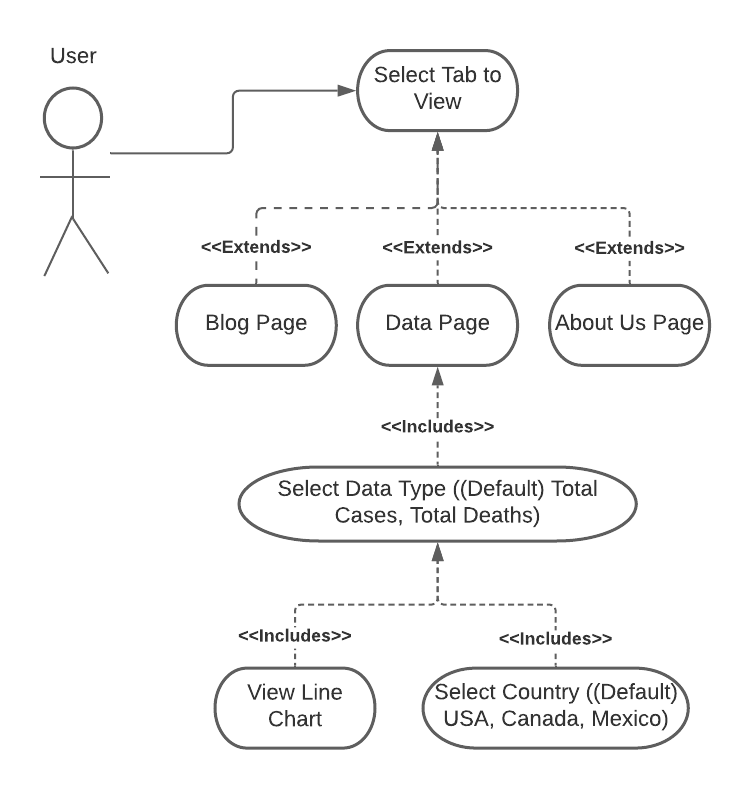 User
Select Tab to
View
<<Extends>>
<<Extends>>
<<Extends>>
Blog Page
Data Page
About Us Page
<<Includes>>
Select Data Type ((Default) Total
Cases, Total Deaths)
<<Includes>>
<<Includes>>
View Line
Chart
Select Country ((Default)
USA, Canada, Mexico)